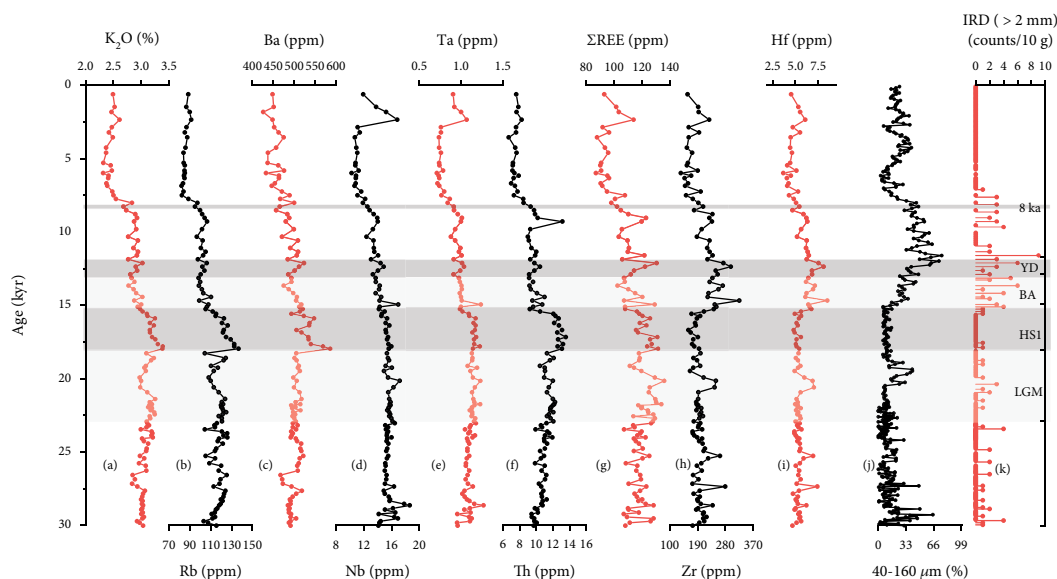 K₂O (%) Ba (ppm) Ta (ppm) ΣREE (ppm) Hf (ppm) IRD ( > 2 mm)
(counts/10 g)
2.0 2.5 3.0 3.5 400 450 500 550 600 0.5 1.0 1.5 60 80 100 120 140 2.5 5.0 7.5 0 2 4 6 8 10
0
5
10
15
20
25
30
Age (kyr)
8 ka
YD
BA
HS1
LGM
(a) (b) (c) (d) (e) (f) (g) (h) (i) (j) (k)
70 90 110 130 150 8 12 16 20 6 8 10 12 14 16 100 190 280 370 0 33 66 99
Rb (ppm) Nb (ppm) Th (ppm) Zr (ppm) 40-160 μm (%)